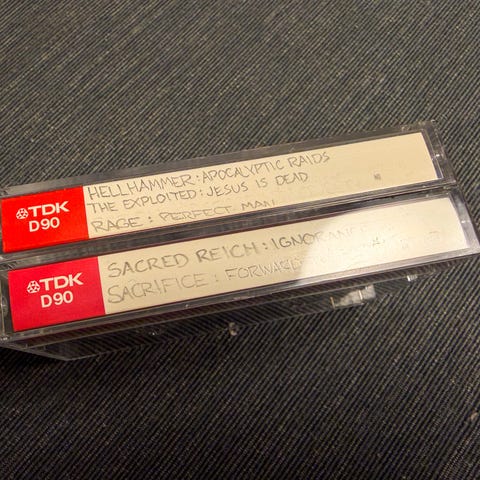 TDK
D90
HELLHAMMER: APOCALYPTIC RAIDS
THE EXPLOITED: JESUS IS DEAD
RAGE: PERFECT MAN
TDK
D90
SACRED REICH: IGNORANCE
SACRIFICE: FORWARD